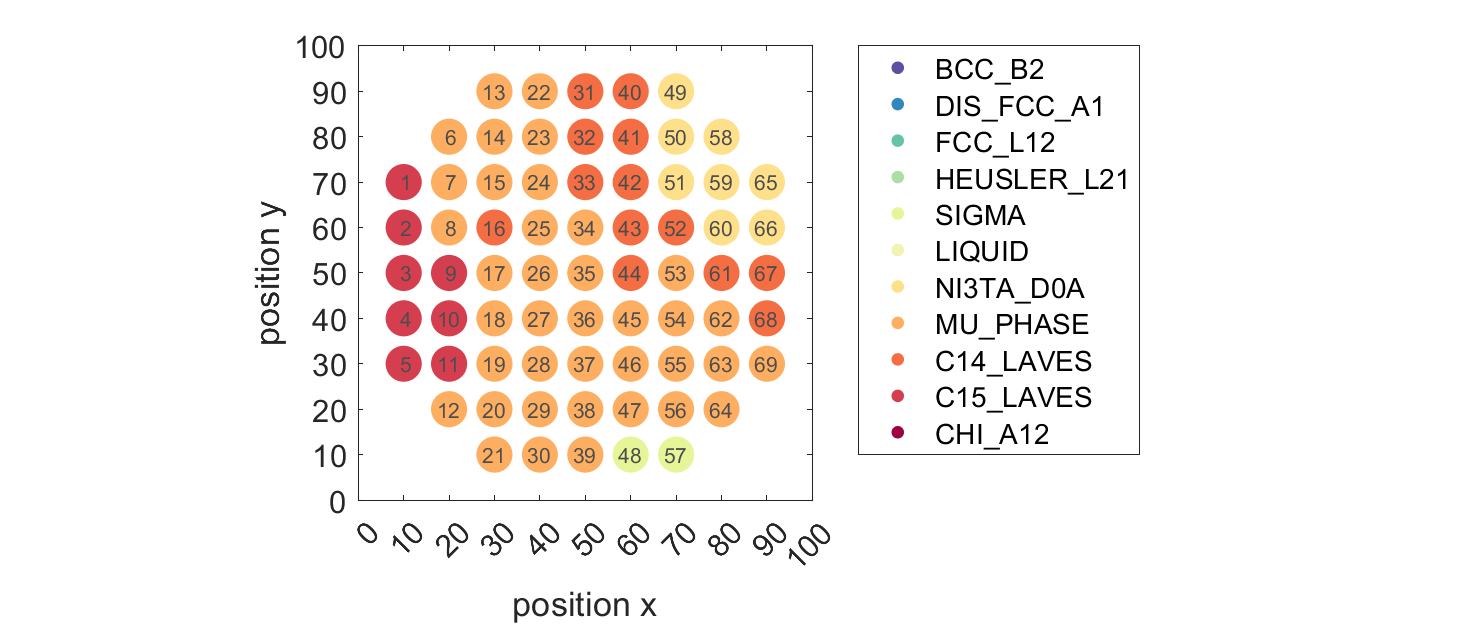 100
90 13 22 31 40 49
80 6 14 23 32 41 50 58
70 1 7 15 24 33 42 51 59 65
60 2 8 16 25 34 43 52 60 66
50 3 9 17 26 35 44 53 61 67
40 4 10 18 27 36 45 54 62 68
30 5 11 19 28 37 46 55 63 69
20 12 20 29 38 47 56 64
10 21 30 39 48 57
0
0 10 20 30 40 50 60 70 80 90 100
position x
position y
BCC_B2
DIS_FCC_A1
FCC_L12
HEUSLER_L21
SIGMA
LIQUID
NI3TA_D0A
MU_PHASE
C14_LAVES
C15_LAVES
CHI_A12